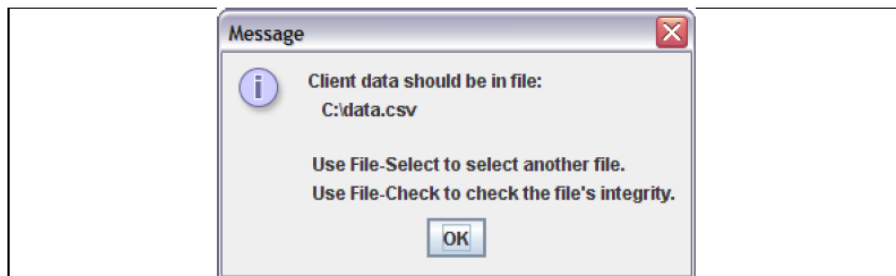 Message
Client data should be in file:
C:\data.csv
Use File-Select to select another file.
Use File-Check to check the file's integrity.
OK